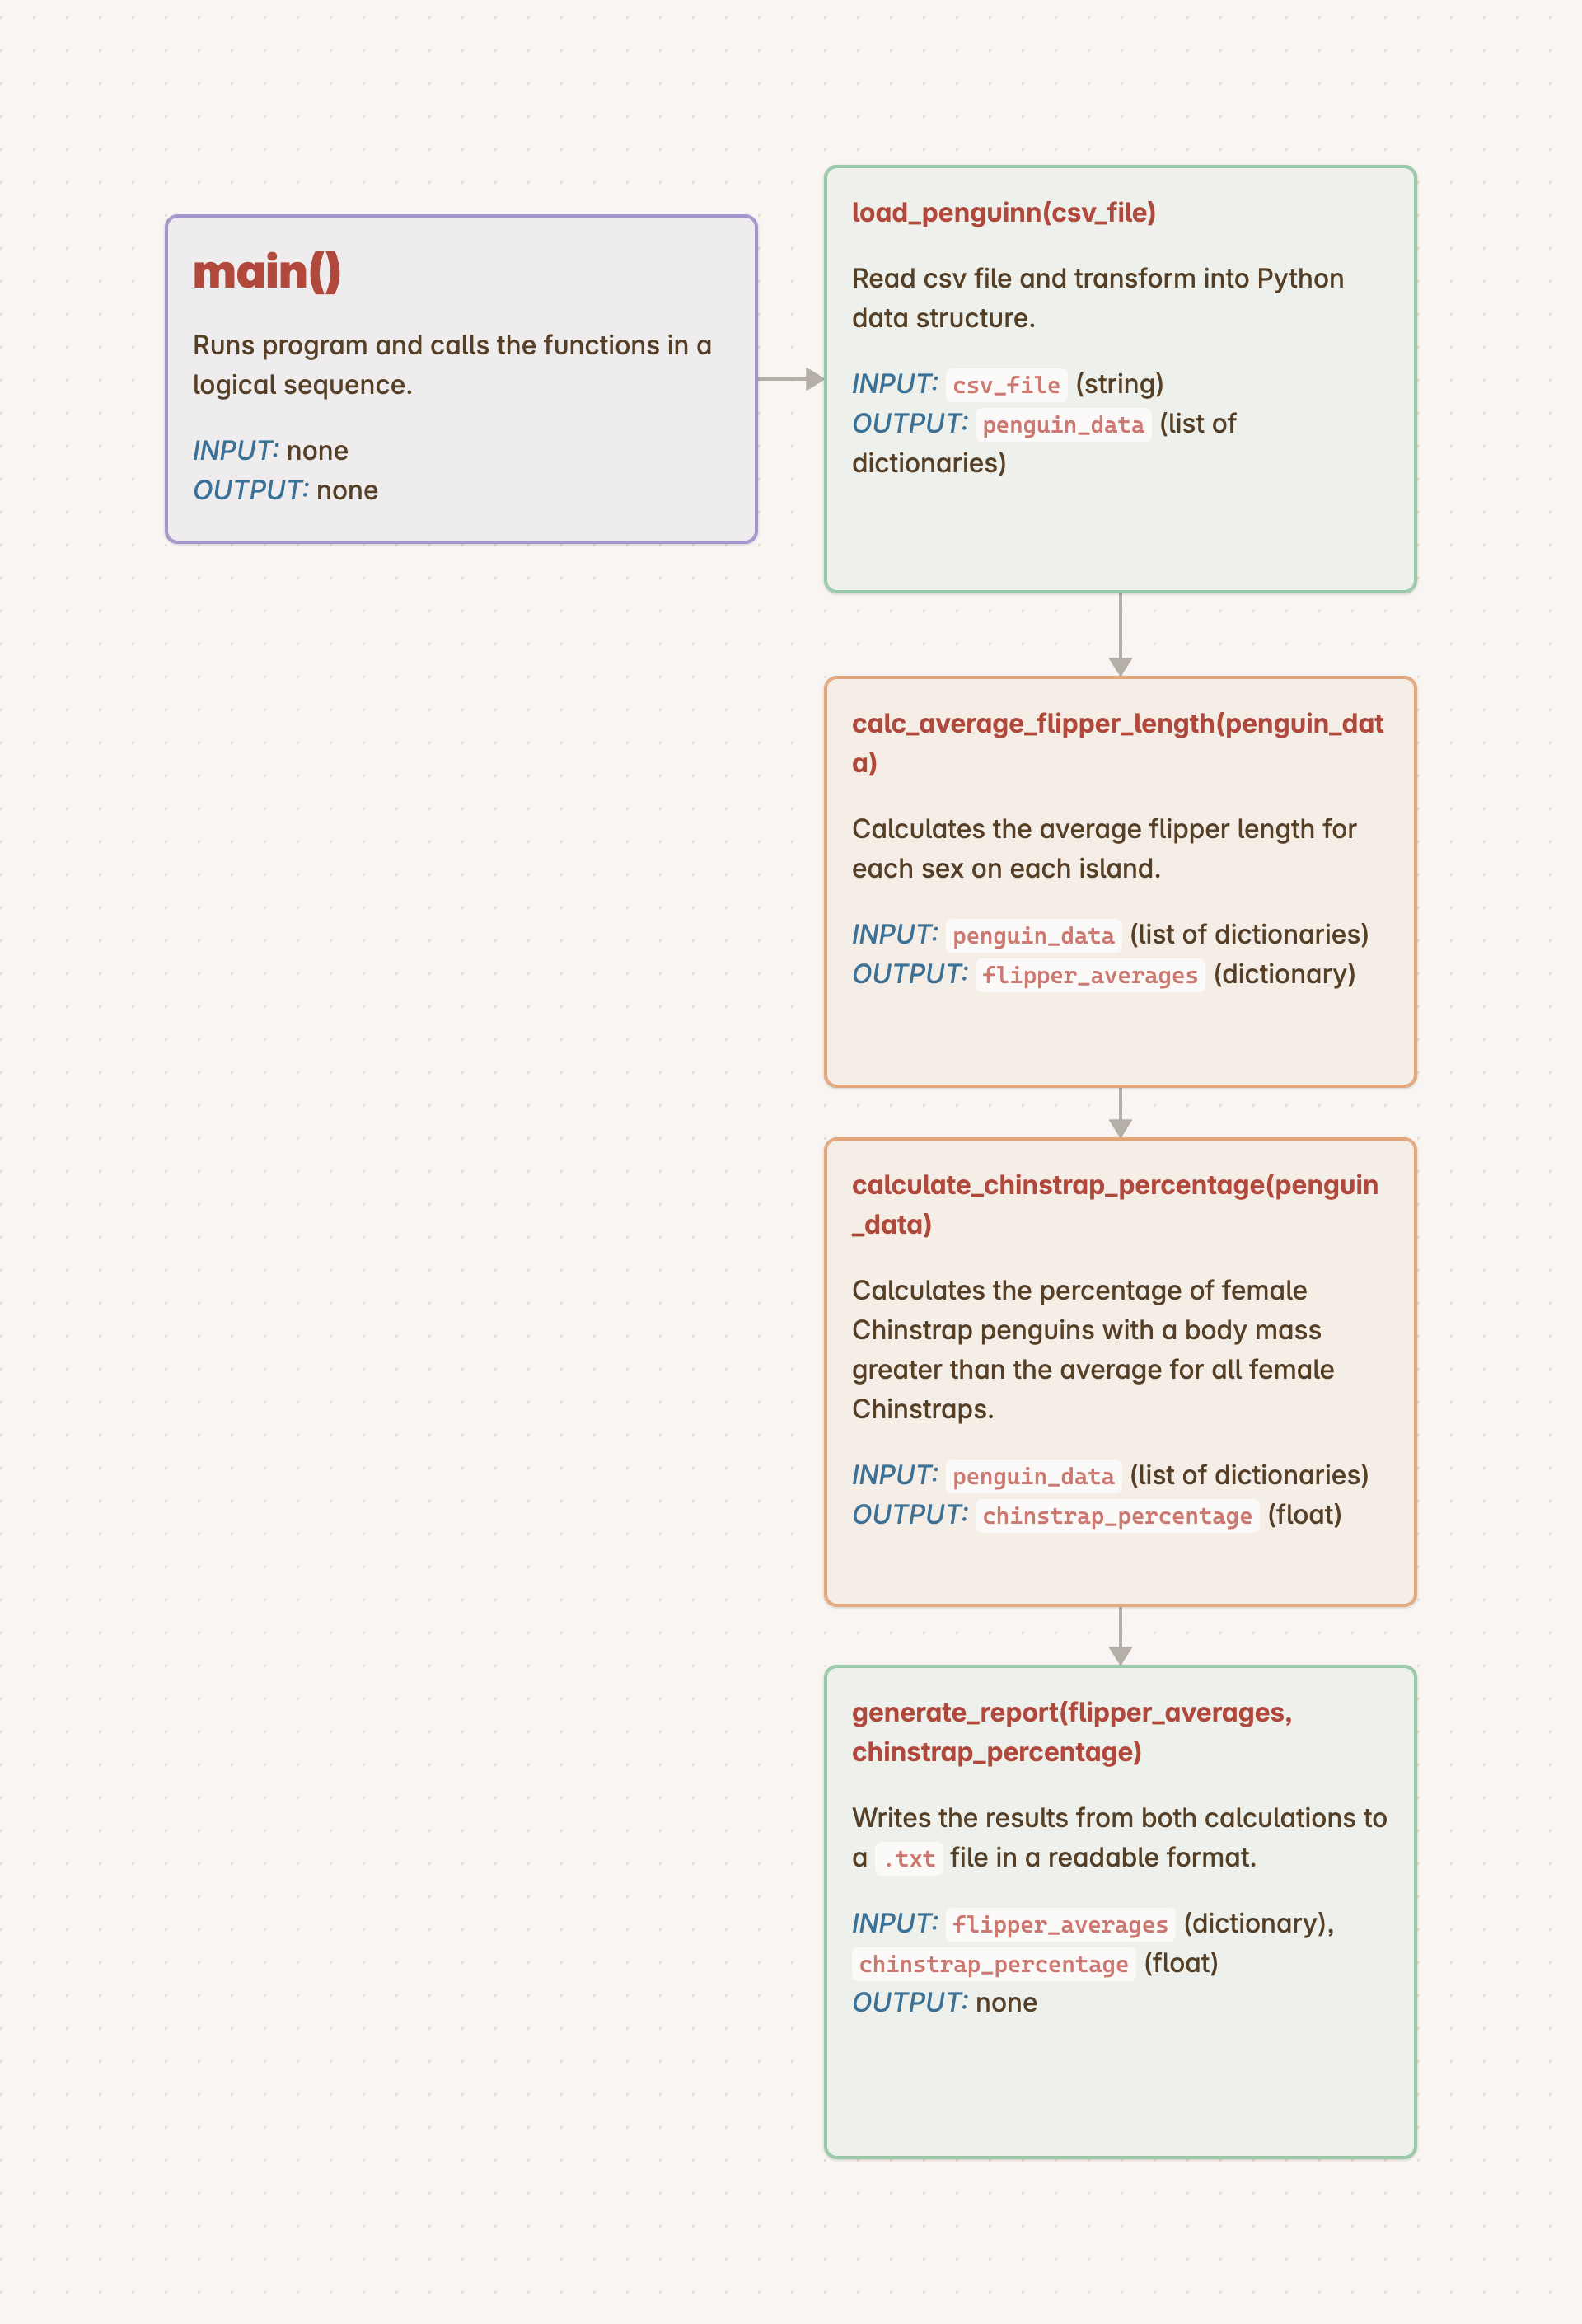 main()
Runs program and calls the functions in a
logical sequence.
INPUT: none
OUTPUT: none
load_penguinn(csv_file)
Read csv file and transform into Python
data structure.
INPUT: csv_file (string)
OUTPUT: penguin_data (list of
dictionaries)
calc_average_flipper_length(penguin_dat
a)
Calculates the average flipper length for
each sex on each island.
INPUT: penguin_data (list of dictionaries)
OUTPUT: flipper_averages (dictionary)
calculate_chinstrap_percentage(penguin
_data)
Calculates the percentage of female
Chinstrap penguins with a body mass
greater than the average for all female
Chinstraps.
INPUT: penguin_data (list of dictionaries)
OUTPUT: chinstrap_percentage (float)
generate_report(flipper_averages,
chinstrap_percentage)
Writes the results from both calculations to
a .txt file in a readable format.
INPUT: flipper_averages (dictionary),
chinstrap_percentage (float)
OUTPUT: none